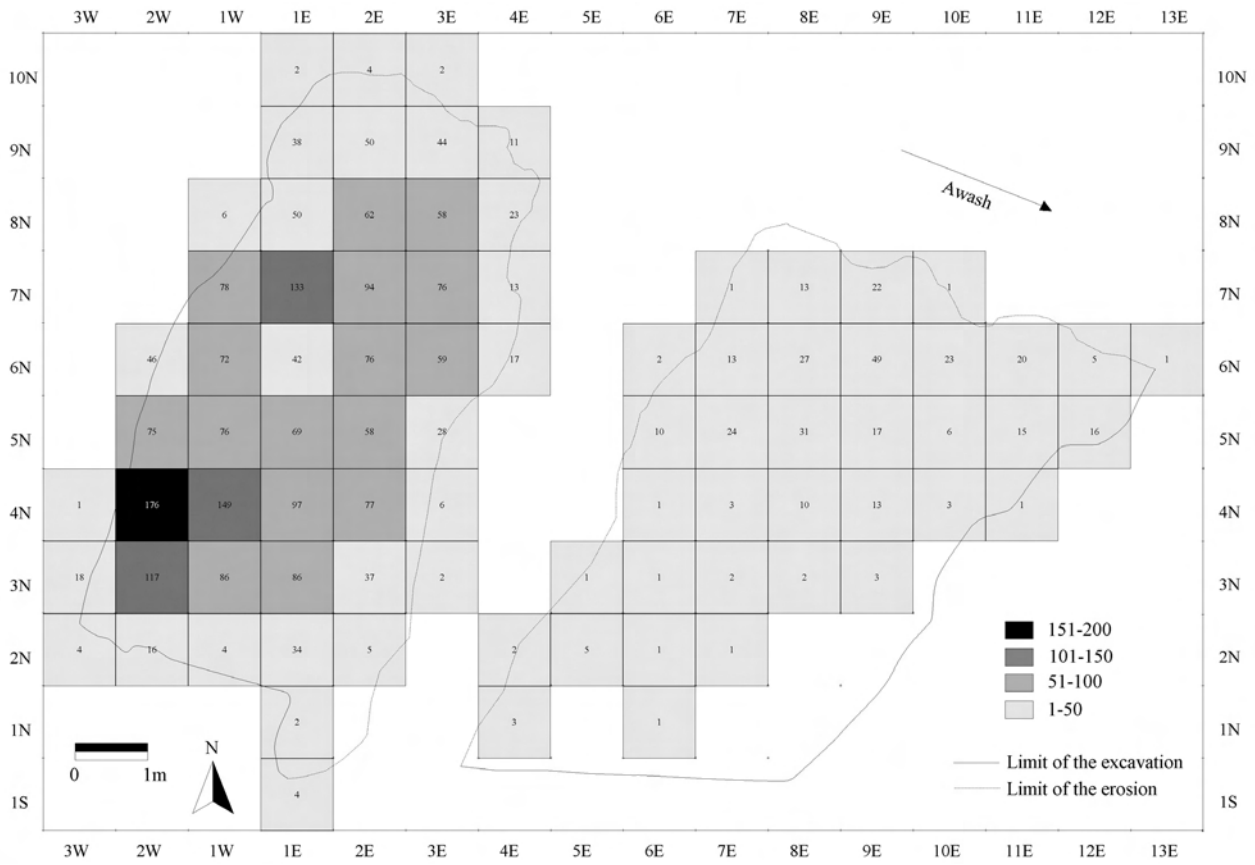 3W 2W 1W 1E 2E 3E 4E 5E 6E 7E 8E 9E 10E 11E 12E 13E
10N 2 4 2 10N
9N 38 50 44 11 9N
Awash
8N 6 50 62 58 23 8N
7N 78 133 94 76 13 1 13 22 1 7N
6N 46 72 42 76 59 17 2 13 27 49 23 20 5 1 6N
5N 75 76 69 58 28 10 24 31 17 6 15 16 5N
4N 1 176 149 97 77 6 1 3 10 13 3 1 4N
3N 18 117 86 86 37 2 1 1 2 2 3 3N
2N 4 16 4 34 5 2 5 1 1 2N
151-200
101-150
51-100
1-50
1N 2 3 1 1N
N
0 1m
Limit of the excavation
Limit of the erosion
1S 4 1S
3W 2W 1W 1E 2E 3E 4E 5E 6E 7E 8E 9E 10E 11E 12E 13E